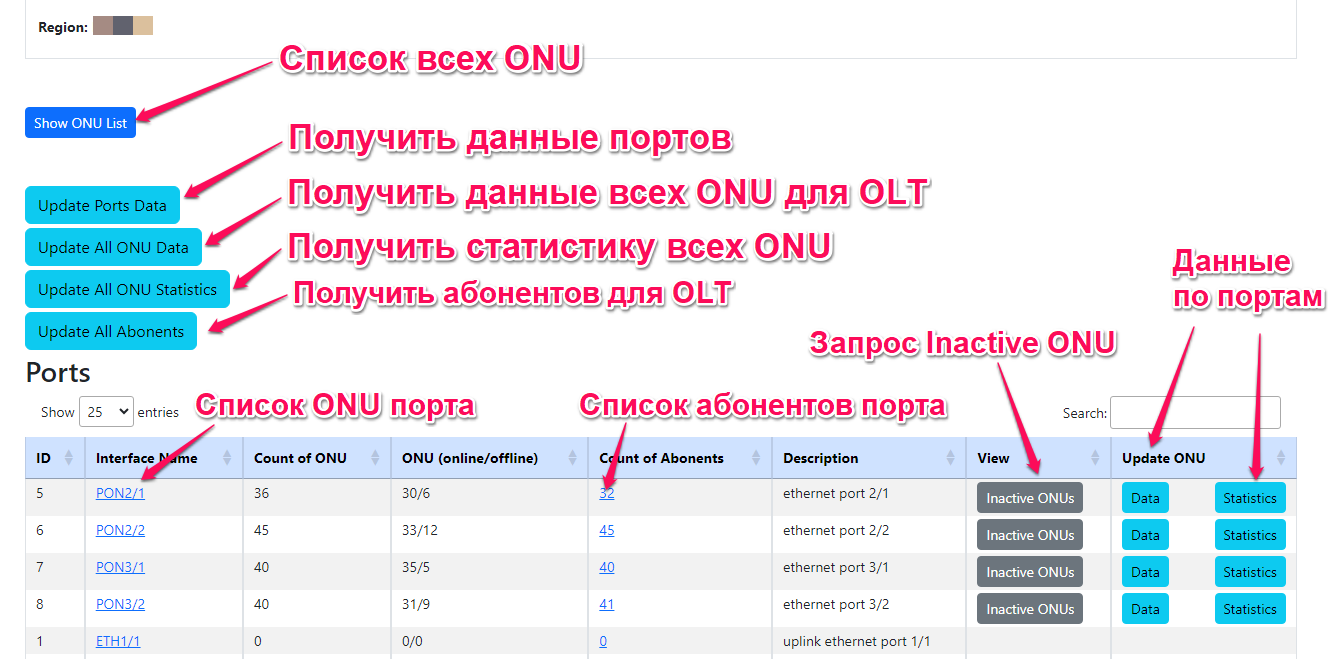 Region:
Список всех ONU
Show ONU List
Получить данные портов
Update Ports Data
Получить данные всех ONU для OLT
Update All ONU Data
Получить статистику всех ONU
Update All ONU Statistics
Получить абонентов для OLT
Update All Abonents
Данные
по портам
Запрос Inactive ONU
Ports
Show 25 entries
Список ONU порта
Список абонентов порта
Search:
ID Interface Name Count of ONU ONU (online/offline) Count of Abonents Description View Update ONU
5 PON2/1 36 30/6 32 ethernet port 2/1 Inactive ONUs Data Statistics
6 PON2/2 45 33/12 45 ethernet port 2/2 Inactive ONUs Data Statistics
7 PON3/1 40 35/5 40 ethernet port 3/1 Inactive ONUs Data Statistics
8 PON3/2 40 31/9 41 ethernet port 3/2 Inactive ONUs Data Statistics
1 ETH1/1 0 0/0 0 uplink ethernet port 1/1